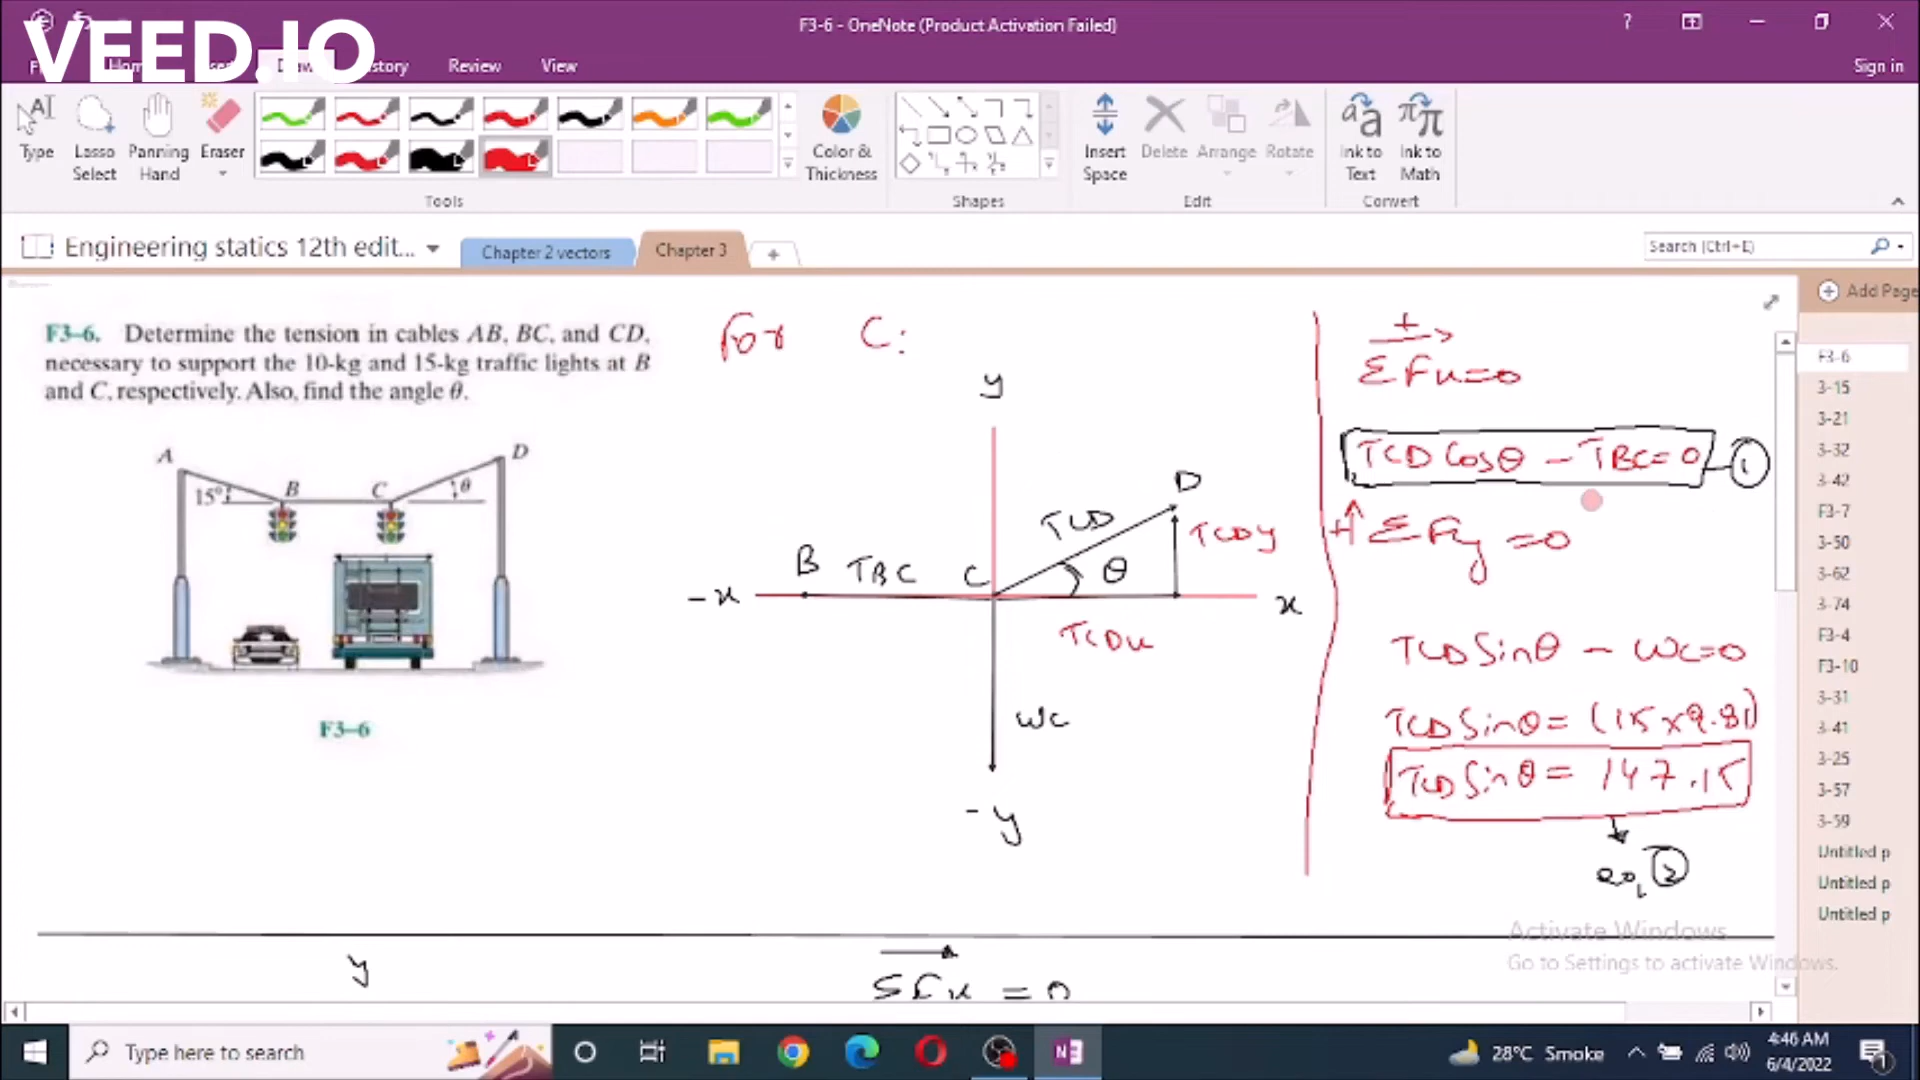 F3-6 - OneNote (Product Activation Failed)
?
VEED.IO
Review
View
Sign in
Type
Lasso Select
Panning Hand
Eraser
Color & Thickness
Insert Space
Delete
Arrange
Rotate
Ink to Text
Ink to Math
Tools
Shapes
Edit
Convert
Engineering statics 12th edit...
Chapter 2 vectors
Chapter 3
+
Search (Ctrl+E)
Add Page
F3–6. Determine the tension in cables AB, BC, and CD,
necessary to support the 10-kg and 15-kg traffic lights at B
and C, respectively. Also, find the angle θ.
A
D
15°
B
C
θ
F3–6
For C:
y
D
TCD
TCDy
B
TBC
C
θ
-x
x
TCDx
WC
-y
+
ΣFx=0
TCD Cosθ - TBC=0 - ①
+↑ ΣFy =0
TCD Sinθ - WC=0
TCD Sinθ = (15×9.81)
TCD Sinθ = 147.15
eq, ②
y
ΣFx = 0
F3-6
3-15
3-21
3-32
3-42
F3-7
3-50
3-62
3-74
F3-4
F3-10
3-31
3-41
3-25
3-57
3-59
Untitled p
Untitled p
Untitled p
Activate Windows
Go to Settings to activate Windows.
Type here to search
28°C Smoke
4:46 AM
6/4/2022